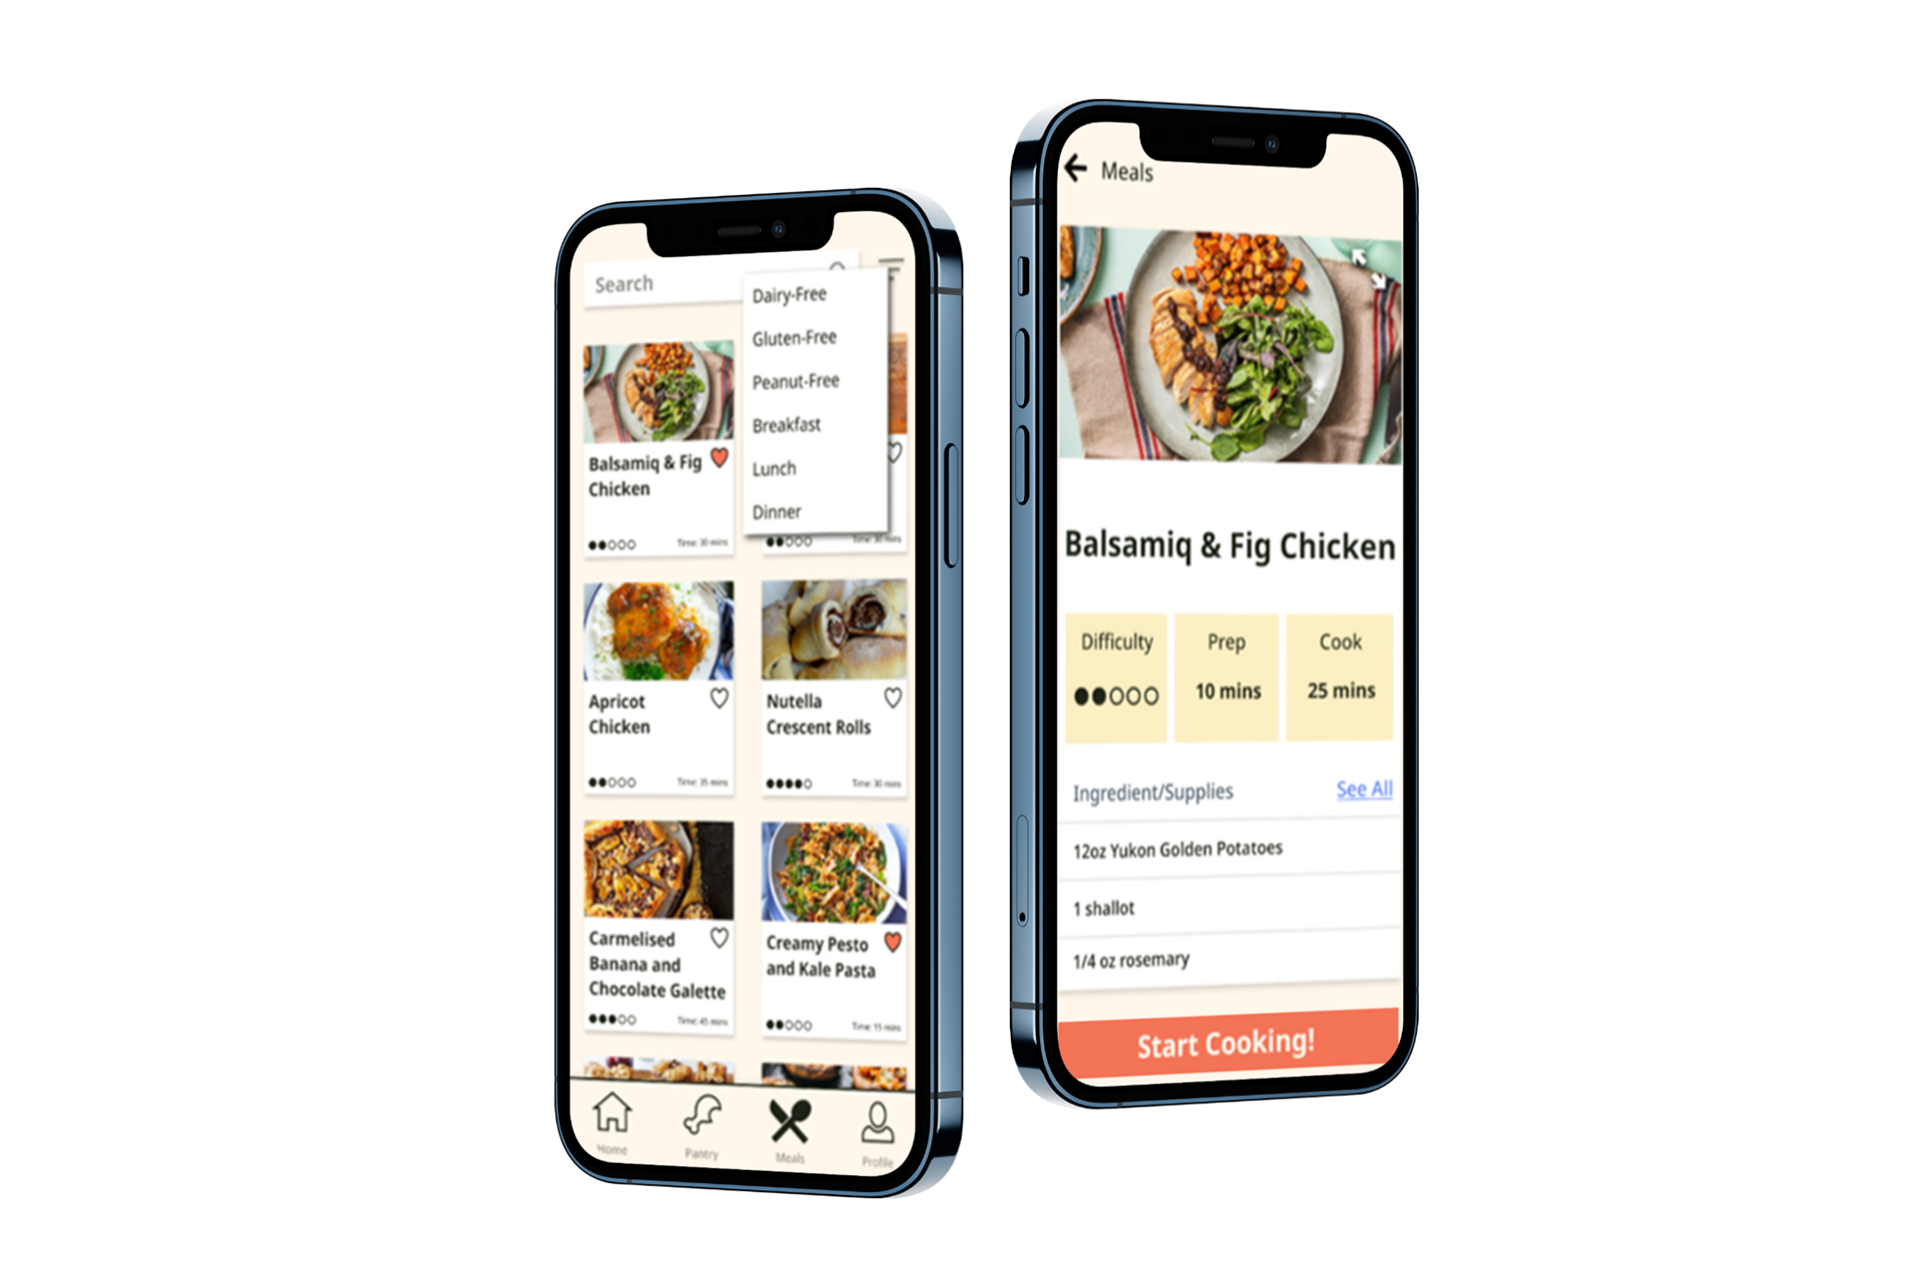 Search
Dairy-Free
Gluten-Free
Peanut-Free
Breakfast
Lunch
Dinner
Balsamiq & Fig
Chicken
Time: 30 mins
Time: 30 mins
Apricot
Chicken
Time: 35 mins
Nutella
Crescent Rolls
Time: 30 mins
Carmelised
Banana and
Chocolate Galette
Time: 45 mins
Creamy Pesto
and Kale Pasta
Time: 15 mins
Home
Pantry
Meals
Profile
Meals
Balsamiq & Fig Chicken
Difficulty
Prep
10 mins
Cook
25 mins
Ingredient/Supplies
See All
12oz Yukon Golden Potatoes
1 shallot
1/4 oz rosemary
Start Cooking!